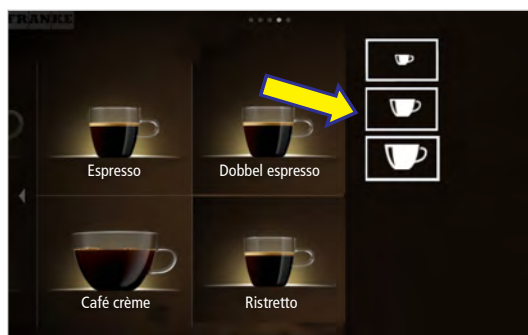 FRANKE
Espresso
Dobbel espresso
Café crème
Ristretto